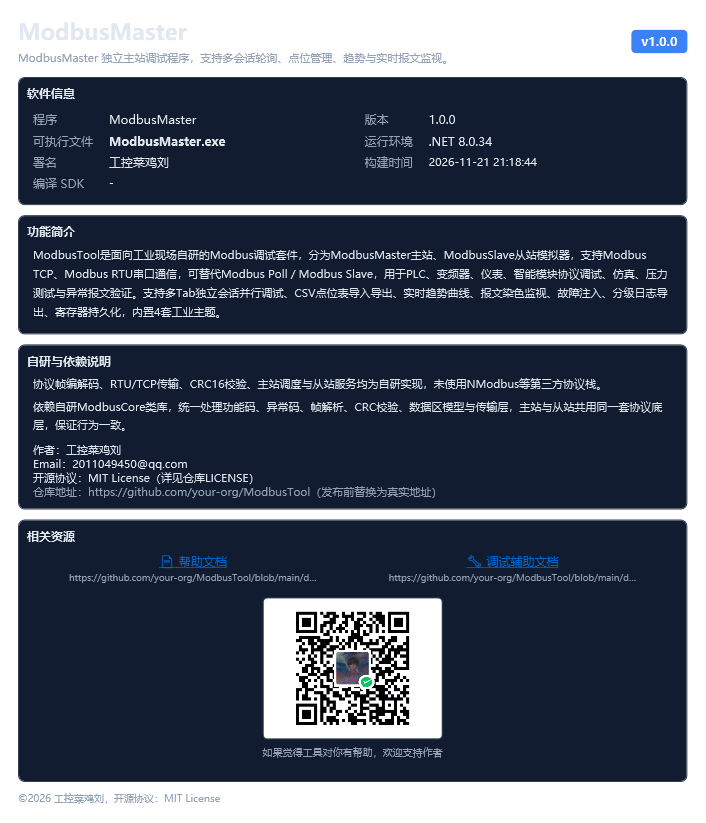 ModbusMaster
v1.0.0
ModbusMaster 独立主站调试程序，支持多会话轮询、点位管理、趋势与实时报文监视。
软件信息
程序 ModbusMaster 版本 1.0.0
可执行文件 ModbusMaster.exe 运行环境 .NET 8.0.34
署名 工控菜鸡刘 构建时间 2026-11-21 21:18:44
编译 SDK -
功能简介
ModbusTool是面向工业现场自研的Modbus调试套件，分为ModbusMaster主站、ModbusSlave从站模拟器，支持Modbus
TCP、Modbus RTU串口通信，可替代Modbus Poll / Modbus Slave，用于PLC、变频器、仪表、智能模块协议调试、仿真、压力
测试与异常报文验证。支持多Tab独立会话并行调试、CSV点位表导入导出、实时趋势曲线、报文染色监视、故障注入、分级日志导
出、寄存器持久化，内置4套工业主题。
自研与依赖说明
协议帧编解码、RTU/TCP传输、CRC16校验、主站调度与从站服务均为自研实现，未使用NModbus等第三方协议栈。
依赖自研ModbusCore类库，统一处理功能码、异常码、帧解析、CRC校验、数据区模型与传输层，主站与从站共用同一套协议底
层，保证行为一致。
作者：工控菜鸡刘
Email：2011049450@qq.com
开源协议：MIT License（详见仓库LICENSE）
仓库地址：https://github.com/your-org/ModbusTool（发布前替换为真实地址）
相关资源
帮助文档 调试辅助文档
https://github.com/your-org/ModbusTool/blob/main/d... https://github.com/your-org/ModbusTool/blob/main/d...
如果觉得工具对你有帮助，欢迎支持作者
©2026 工控菜鸡刘，开源协议：MIT License